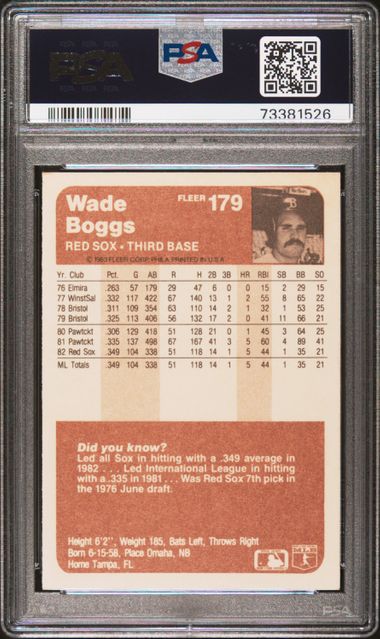 PSA
PSA
73381526
Wade
Boggs
FLEER 179
RED SOX • THIRD BASE
© 1983 FLEER CORP. PHILA. PRINTED IN U.S.A.
Yr. Club Pct. G AB R H 2B 3B HR RBI SB BB SO
76 Elmira .263 57 179 29 47 6 0 0 15 2 29 15
77 WinstSal .332 117 422 67 140 13 1 2 55 8 65 22
78 Bristol .311 109 354 63 110 14 2 1 32 1 53 25
79 Bristol .325 113 406 56 132 17 2 0 41 11 66 21
80 Pawtckt .306 129 418 51 128 21 0 1 45 3 64 25
81 Pawtckt .335 137 498 67 167 41 3 5 60 4 89 41
82 Red Sox .349 104 338 51 118 14 1 5 44 1 35 21
ML Totals .349 104 338 51 118 14 1 5 44 1 35 21
Did you know?
Led all Sox in hitting with a .349 average in
1982 . . . Led International League in hitting
with a .335 in 1981 . . . Was Red Sox 7th pick in
the 1976 June draft.
Height 6'2", Weight 185, Bats Left, Throws Right
Born 6-15-58, Place Omaha, NB
Home Tampa, FL